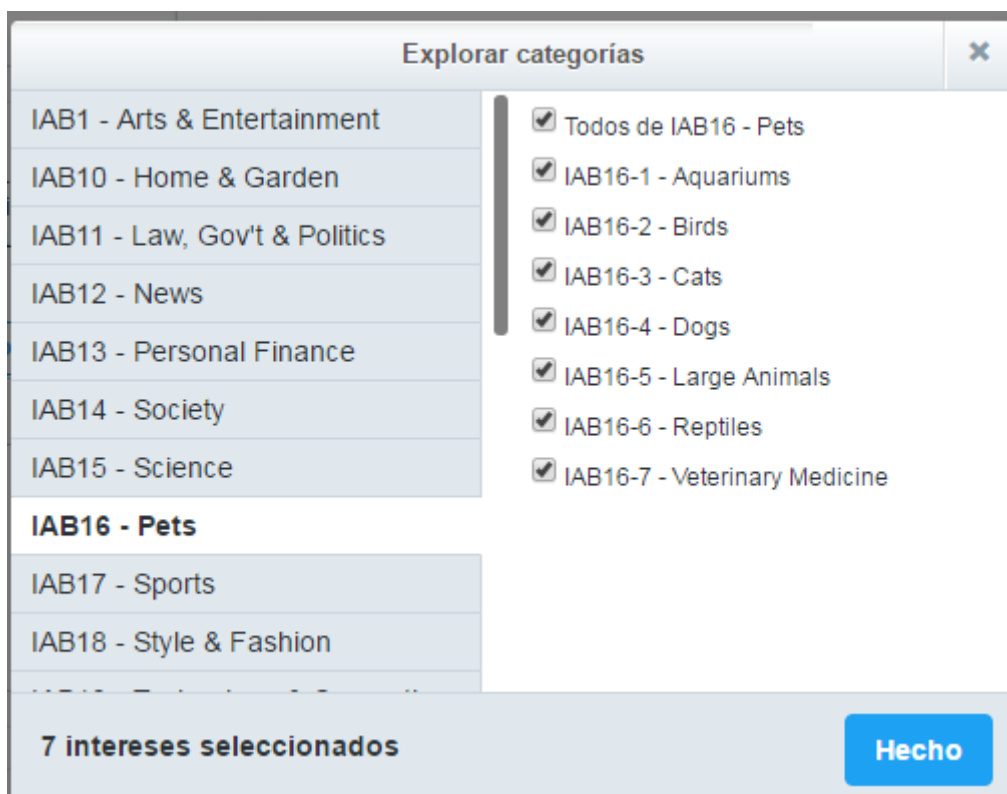 Explorar categorías
IAB1 - Arts & Entertainment
IAB10 - Home & Garden
IAB11 - Law, Gov't & Politics
IAB12 - News
IAB13 - Personal Finance
IAB14 - Society
IAB15 - Science
IAB16 - Pets
IAB17 - Sports
IAB18 - Style & Fashion
Todos de IAB16 - Pets
IAB16-1 - Aquariums
IAB16-2 - Birds
IAB16-3 - Cats
IAB16-4 - Dogs
IAB16-5 - Large Animals
IAB16-6 - Reptiles
IAB16-7 - Veterinary Medicine
7 intereses seleccionados
Hecho